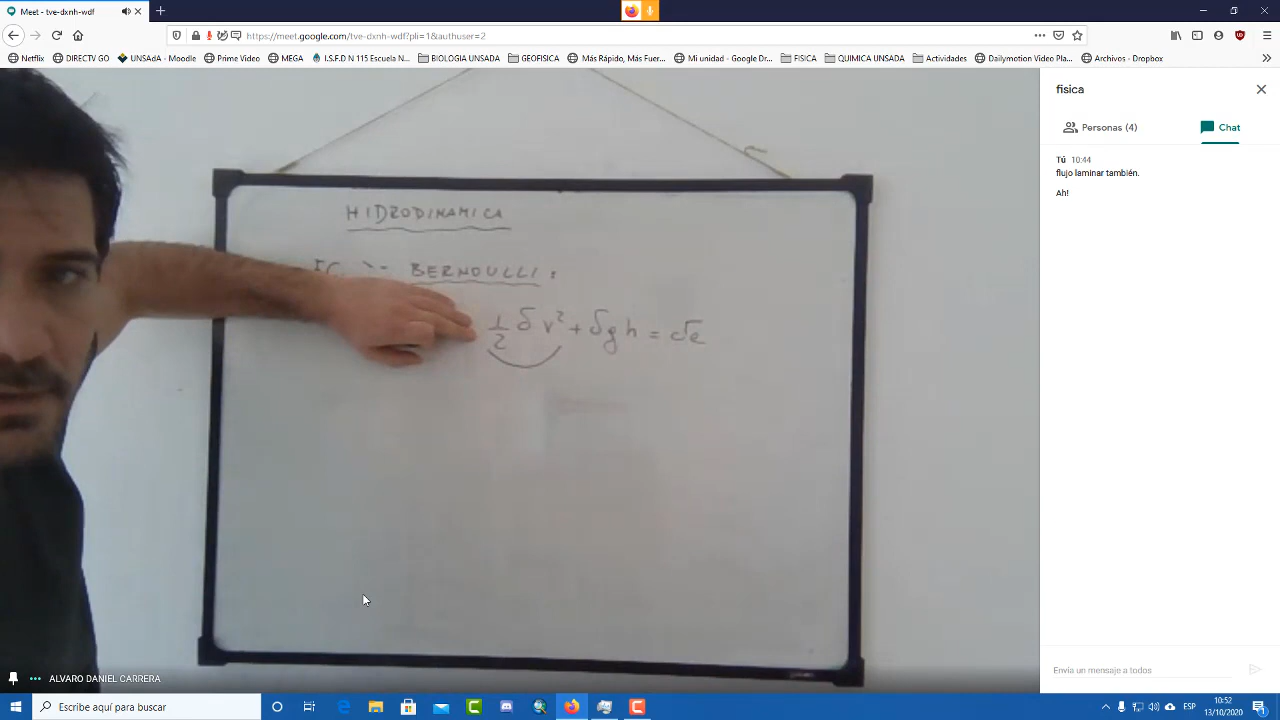 Meet - tve-dxnh-wdf
https://meet.google.com/tve-dxnh-wdf?pli=1&authuser=2
Netflix DIRECTV GO UNSAdA - Moodle Prime Video MEGA I.S.F.D N 115 Escuela N... BIOLOGIA UNSADA GEOFISICA Más Rápido, Más Fuer... Mi unidad - Google Dr... FISICA QUIMICA UNSADA Actividades Dailymotion Video Play... Archivos - Dropbox
fisica
Personas (4) Chat
Tú 10:44
flujo laminar también.
Ah!
HIDRODINAMICA
BERNOULLI:
1/2 δ v² + δ g h = cte
ALVARO DANIEL CARRERA
Envía un mensaje a todos
Escribe aquí para buscar
ESP
10:52
13/10/2020